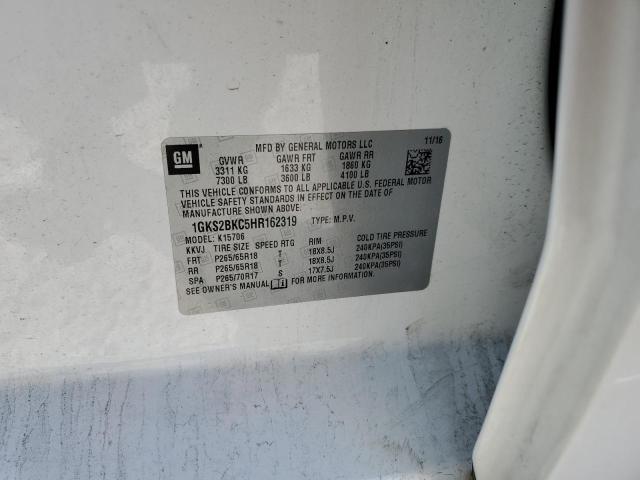 GM
MFD BY GENERAL MOTORS LLC
11/16
GVWR GAWR FRT GAWR RR
3311 KG 1633 KG 1860 KG
7300 LB 3600 LB 4100 LB
THIS VEHICLE CONFORMS TO ALL APPLICABLE U.S. FEDERAL MOTOR
VEHICLE SAFETY STANDARDS IN EFFECT ON THE DATE OF
MANUFACTURE SHOWN ABOVE.
1GKS2BKC5HR162319 TYPE: M.P.V.
MODEL: K15706
KKVJ TIRE SIZE SPEED RTG RIM COLD TIRE PRESSURE
FRT P265/65R18 T 18X8.5J 240KPA(35PSI)
RR P265/65R18 T 18X8.5J 240KPA(35PSI)
SPA P265/70R17 S 17X7.5J 240KPA(35PSI)
SEE OWNER'S MANUAL FOR MORE INFORMATION.